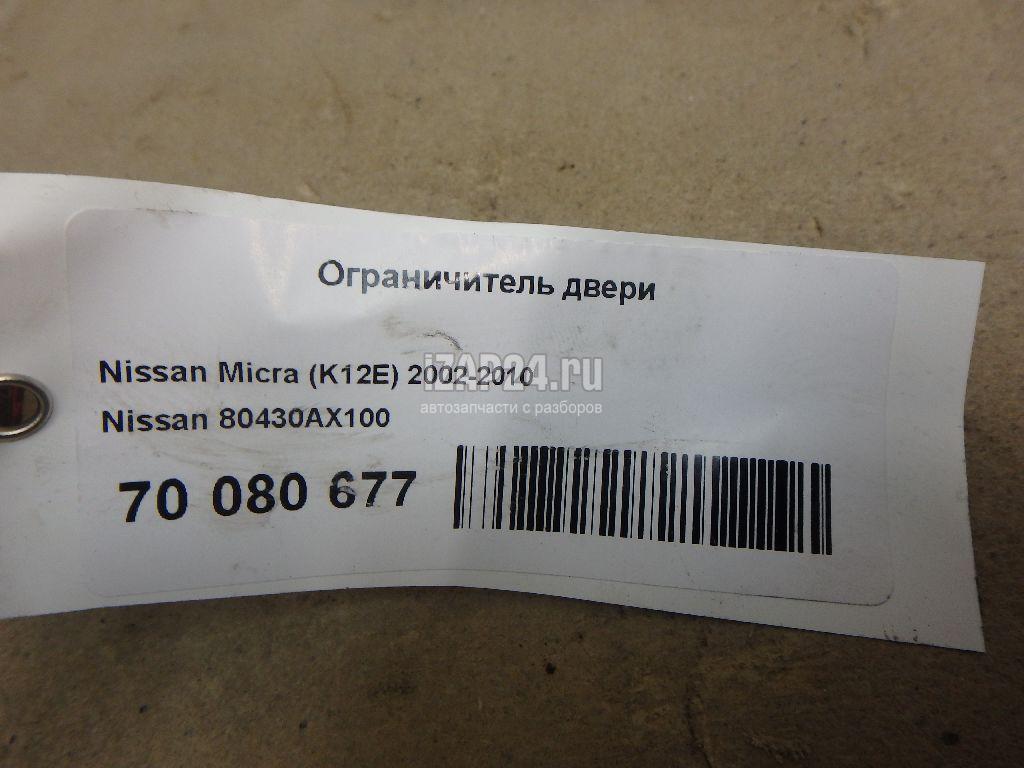 Ограничитель двери
Nissan Micra (K12E) 2002-2010
iZAP24.ru
автозапчасти с разборов
Nissan 80430AX100
70 080 677